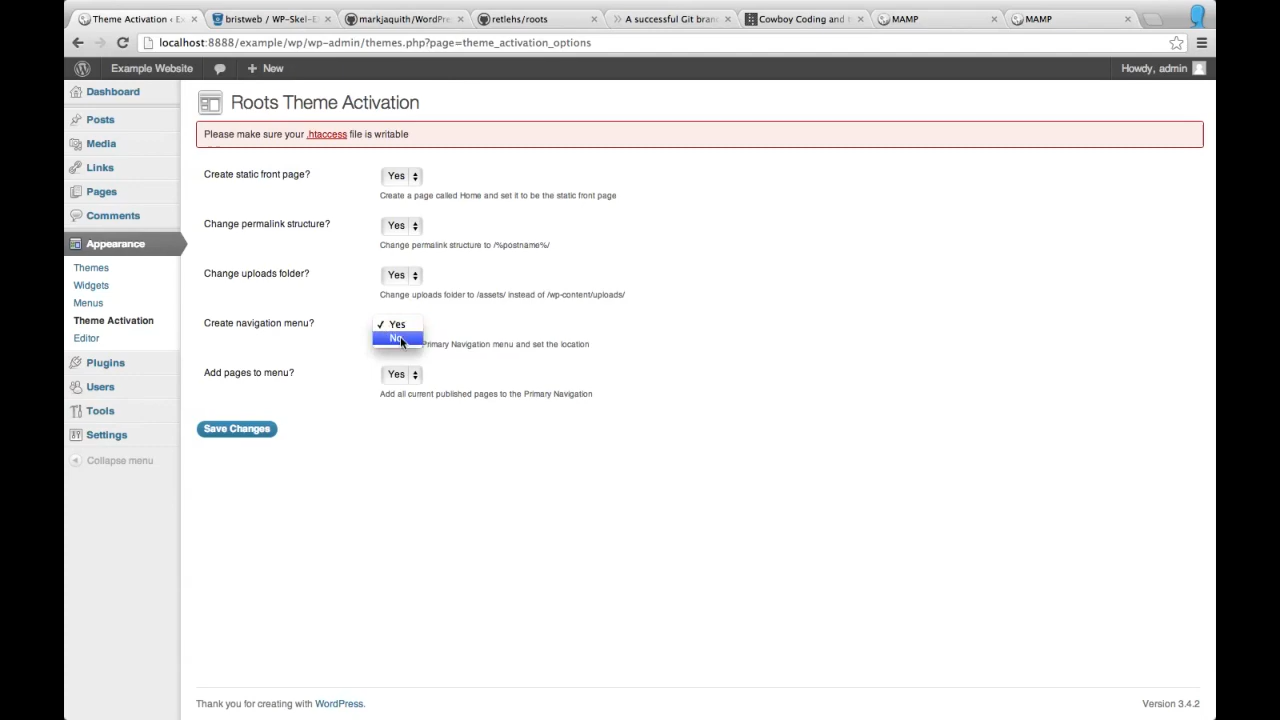 Theme Activation ‹ Ex
bristweb / WP-Skel-E
markjaquith/WordPre
retlehs/roots
A successful Git bran
Cowboy Coding and t
MAMP
MAMP
localhost:8888/example/wp/wp-admin/themes.php?page=theme_activation_options
Example Website
+ New
Howdy, admin
Dashboard
Posts
Media
Links
Pages
Comments
Appearance
Themes
Widgets
Menus
Theme Activation
Editor
Plugins
Users
Tools
Settings
Collapse menu
Roots Theme Activation
Please make sure your .htaccess file is writable
Create static front page?
Yes
Create a page called Home and set it to be the static front page
Change permalink structure?
Yes
Change permalink structure to /%postname%/
Change uploads folder?
Yes
Change uploads folder to /assets/ instead of /wp-content/uploads/
Create navigation menu?
✓ Yes
No
Primary Navigation menu and set the location
Add pages to menu?
Yes
Add all current published pages to the Primary Navigation
Save Changes
Thank you for creating with WordPress.
Version 3.4.2